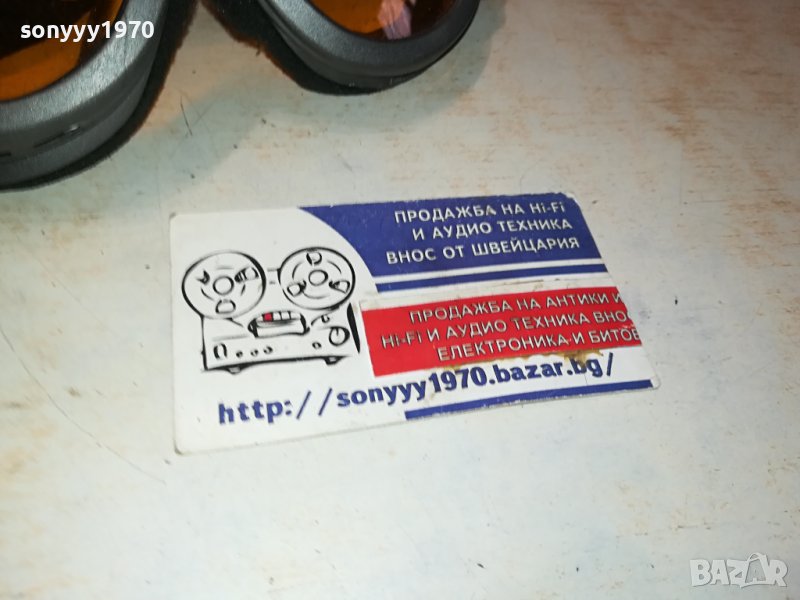 sonyyy1970
ПРОДАЖБА НА Hi-Fi
И АУДИО ТЕХНИКА
ВНОС ОТ ШВЕЙЦАРИЯ
ПРОДАЖБА НА АНТИКИ И
Hi-Fi И АУДИО ТЕХНИКА ВНО
ЕЛЕКТРОНИКА И БИТОВ
http://sonyyy1970.bazar.bg/
BAZAR